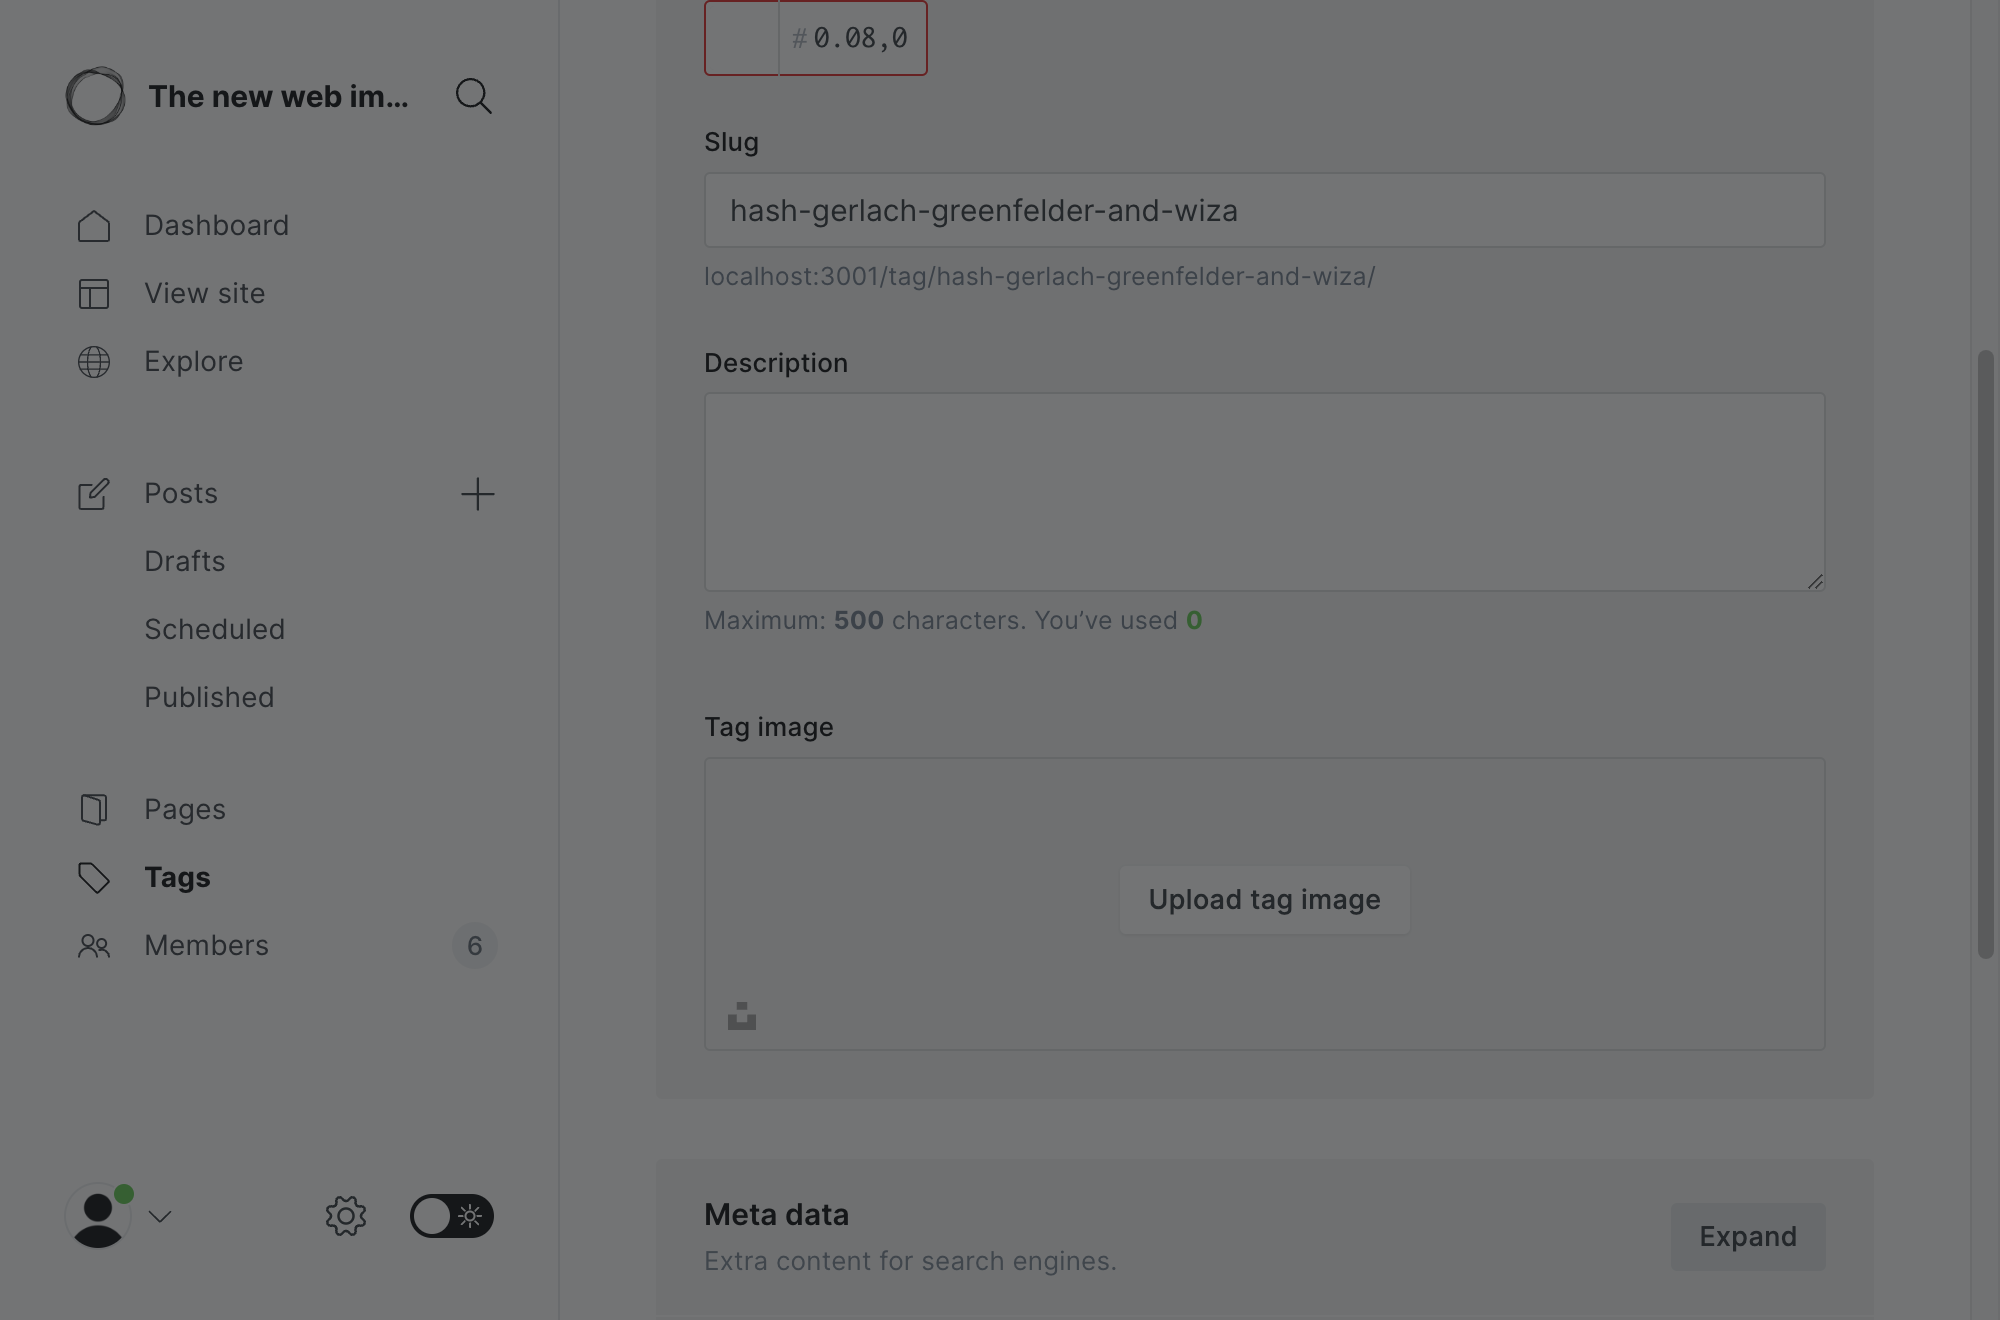 The new web im...
Dashboard
View site
Explore
Posts
Drafts
Scheduled
Published
Pages
Tags
Members
6
#0.08,0
Slug
hash-gerlach-greenfelder-and-wiza
localhost:3001/tag/hash-gerlach-greenfelder-and-wiza/
Description
Maximum: 500 characters. You’ve used 0
Tag image
Upload tag image
Meta data
Extra content for search engines.
Expand